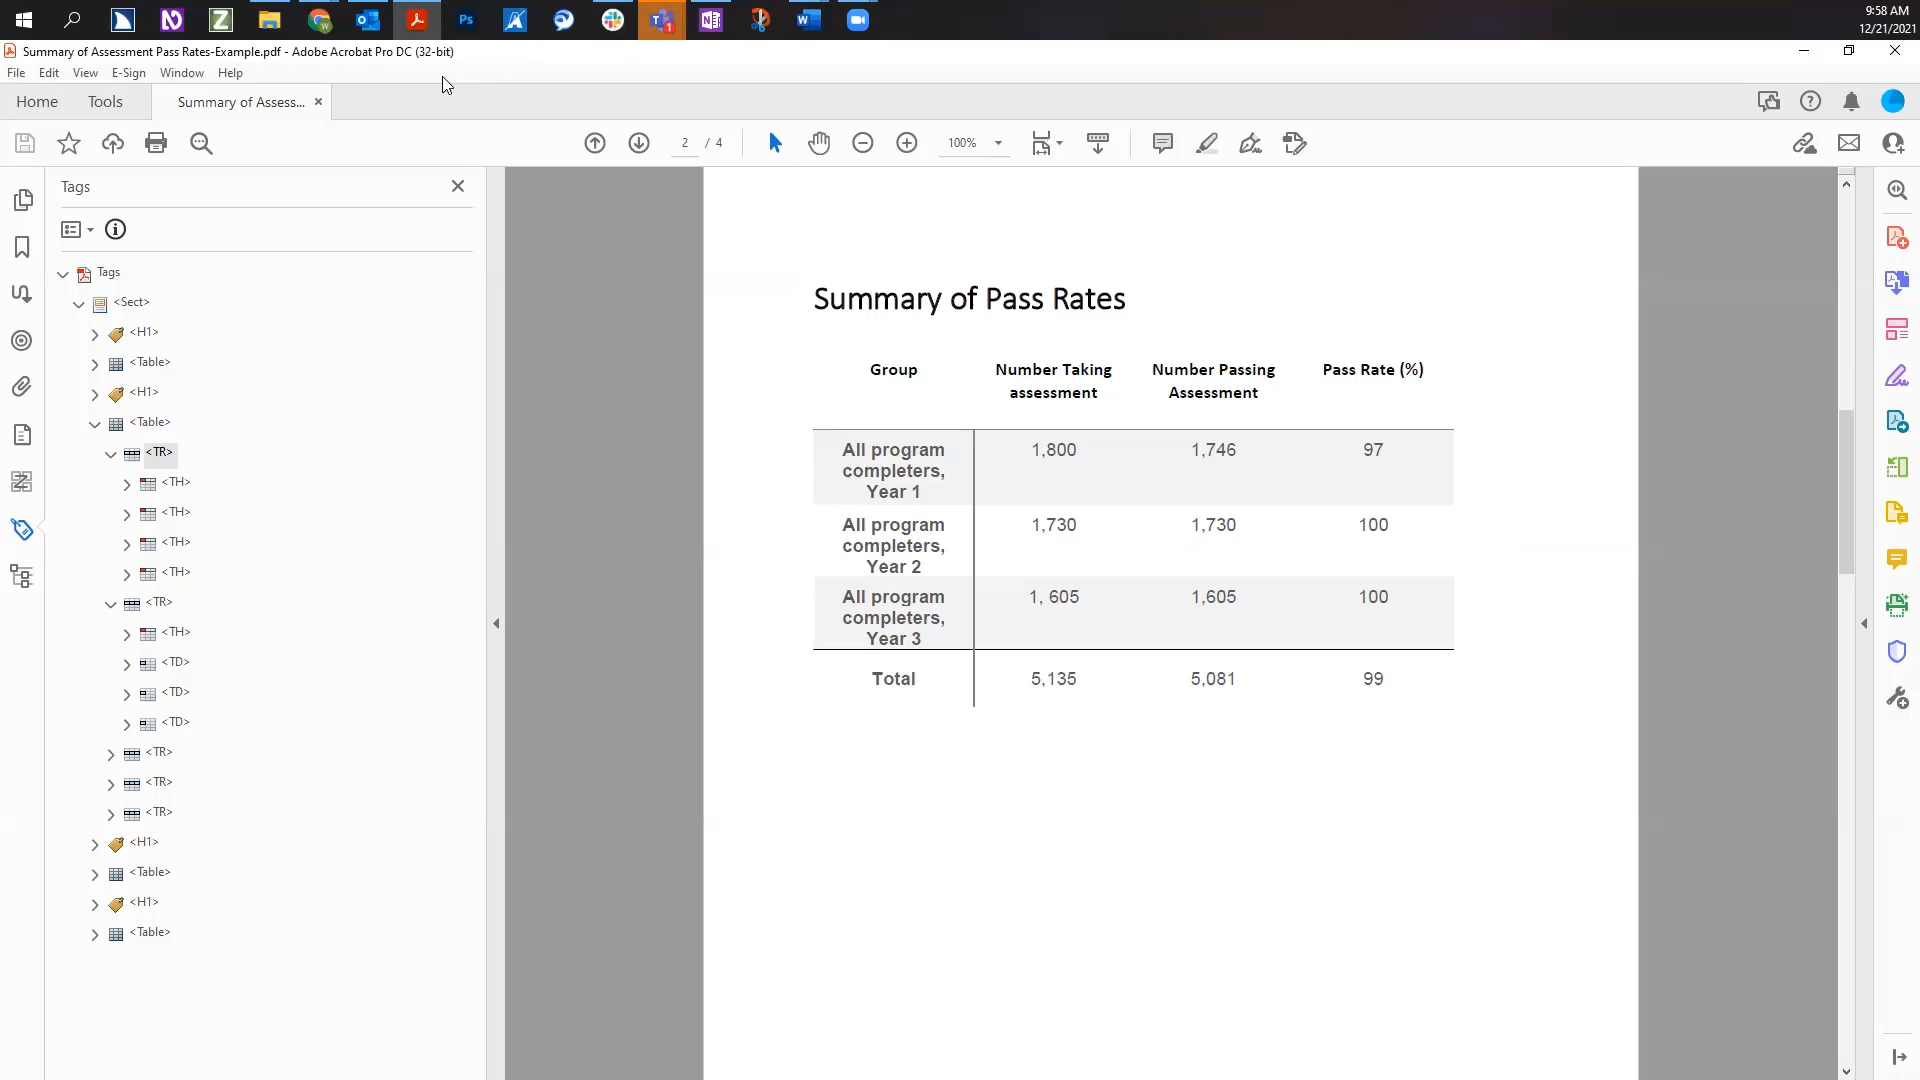 9:58 AM
12/21/2021
Summary of Assessment Pass Rates-Example.pdf - Adobe Acrobat Pro DC (32-bit)
File Edit View E-Sign Window Help
Home Tools Summary of Assess...
2 / 4 100%
Tags
Tags
<Sect>
<H1>
<Table>
<H1>
<Table>
<TR>
<TH>
<TH>
<TH>
<TH>
<TR>
<TH>
<TD>
<TD>
<TD>
<TR>
<TR>
<TR>
<H1>
<Table>
<H1>
<Table>
Summary of Pass Rates
Group Number Taking Number Passing Pass Rate (%)
assessment Assessment
All program 1,800 1,746 97
completers,
Year 1
All program 1,730 1,730 100
completers,
Year 2
All program 1, 605 1,605 100
completers,
Year 3
Total 5,135 5,081 99